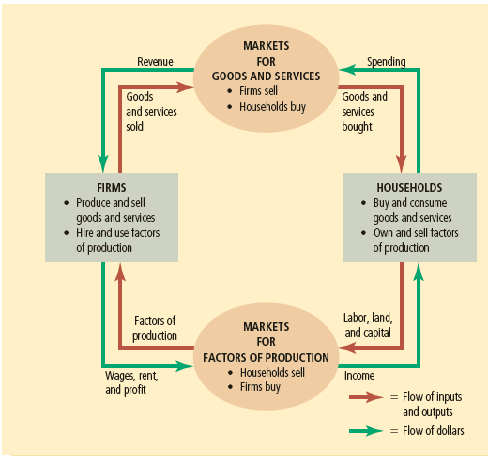 MARKETS
FOR
GOODS AND SERVICES
• Firms sell
• Households buy
Revenue
Spending
Goods
and services
sold
Goods and
services
bought
FIRMS
• Produce and sell
goods and services
• Hire and use factors
of production
HOUSEHOLDS
• Buy and consume
goods and services
• Own and sell factors
of production
Factors of
production
Labor, land,
and capital
MARKETS
FOR
FACTORS OF PRODUCTION
• Households sell
• Firms buy
Wages, rent,
and profit
Income
= Flow of inputs
and outputs
= Flow of dollars